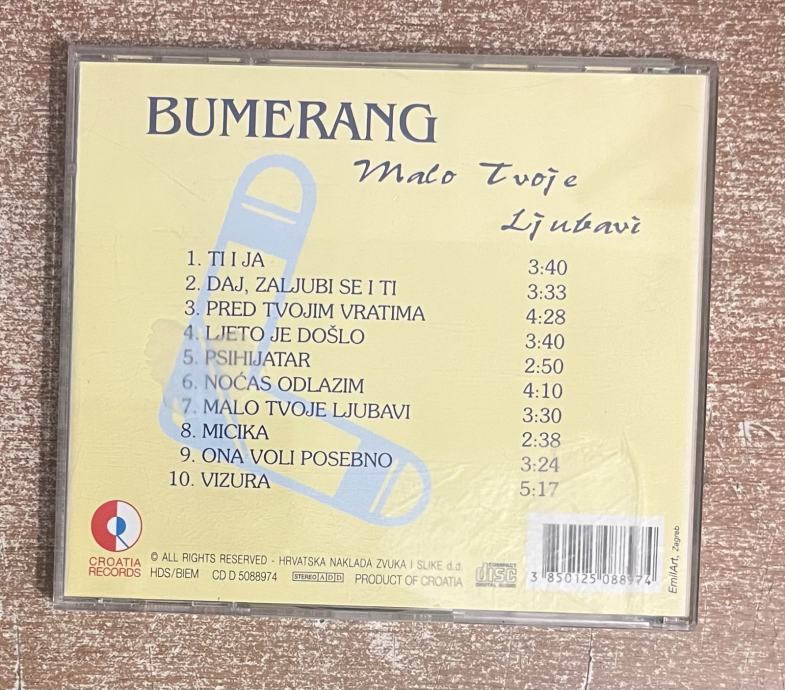 BUMERANG
Malo Tvoje
Ljubavi
1. TI I JA 3:40
2. DAJ, ZALJUBI SE I TI 3:33
3. PRED TVOJIM VRATIMA 4:28
4. LJETO JE DOŠLO 3:40
5. PSIHIJATAR 2:50
6. NOĆAS ODLAZIM 4:10
7. MALO TVOJE LJUBAVI 3:30
8. MICIKA 2:38
9. ONA VOLI POSEBNO 3:24
10. VIZURA 5:17
CROATIA
RECORDS
© ALL RIGHTS RESERVED - HRVATSKA NAKLADA ZVUKA I SLIKE d.d.
HDS/BIEM CD D 5088974 STEREO A D D PRODUCT OF CROATIA
COMPACT
disc
DIGITAL AUDIO
3 850125 088974
EmilArt, Zagreb